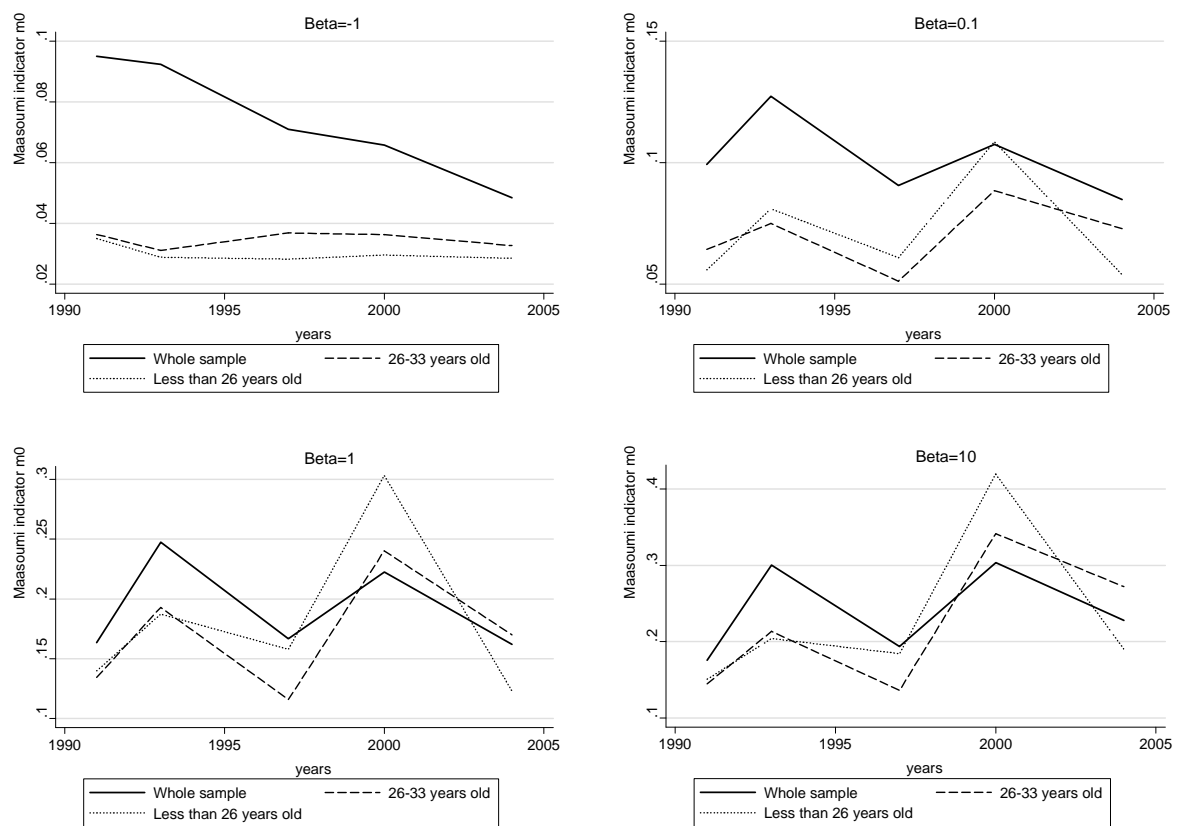 Beta=-1
Maasoumi indicator m0
.1
.08
.06
.04
.02
1990 1995 2000 2005
years
Whole sample 26-33 years old
Less than 26 years old
Beta=0.1
Maasoumi indicator m0
.15
.1
.05
1990 1995 2000 2005
years
Whole sample 26-33 years old
Less than 26 years old
Beta=1
Maasoumi indicator m0
.3
.25
.2
.15
.1
1990 1995 2000 2005
years
Whole sample 26-33 years old
Less than 26 years old
Beta=10
Maasoumi indicator m0
.4
.3
.2
.1
1990 1995 2000 2005
years
Whole sample 26-33 years old
Less than 26 years old